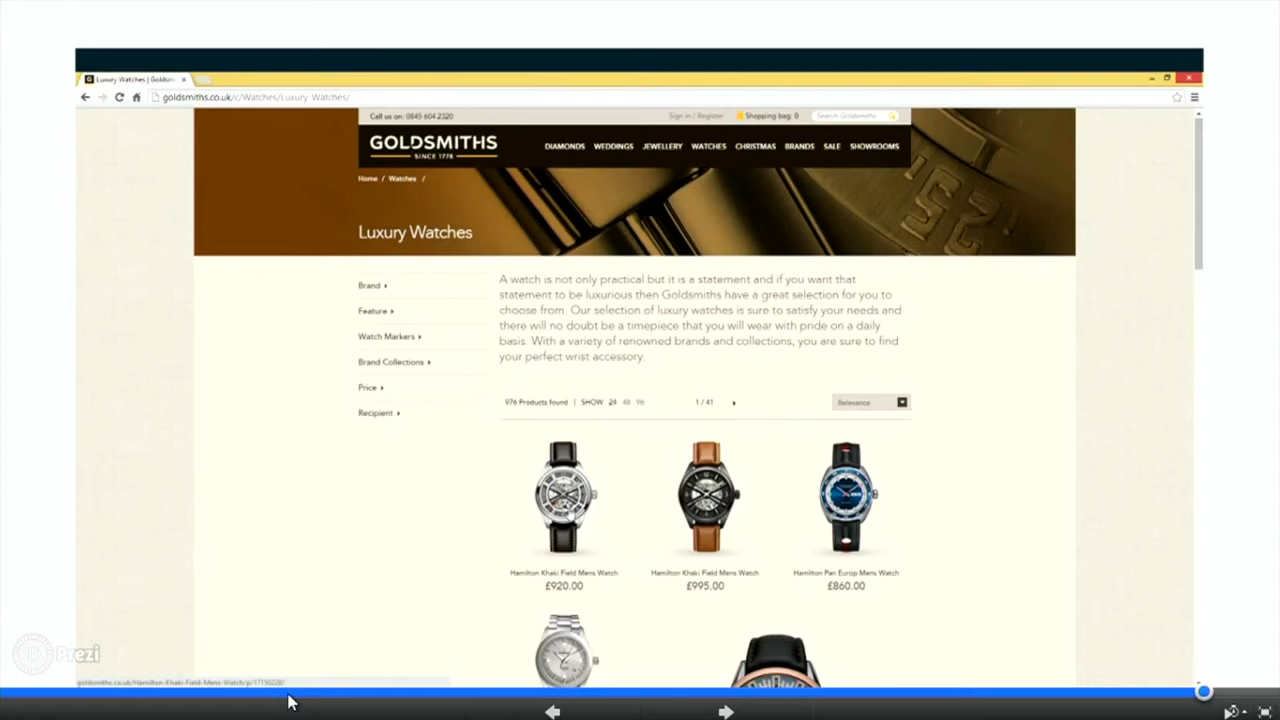 Luxury Watches | Goldsm
goldsmiths.co.uk/c/Watches/Luxury-Watches/
Call us on: 0845 604 2320
Sign in / Register
Shopping bag: 0
Search Goldsmiths
GOLDSMITHS
SINCE 1778
DIAMONDS WEDDINGS JEWELLERY WATCHES CHRISTMAS BRANDS SALE SHOWROOMS
Home / Watches /
Luxury Watches
Brand
Feature
Watch Markers
Brand Collections
Price
Recipient
A watch is not only practical but it is a statement and if you want that
statement to be luxurious then Goldsmiths have a great selection for you to
choose from. Our selection of luxury watches is sure to satisfy your needs and
there will no doubt be a timepiece that you will wear with pride on a daily
basis. With a variety of renowned brands and collections, you are sure to find
your perfect wrist accessory.
976 Products found | SHOW 24 48 96
1 / 41
Relevance
Hamilton Khaki Field Mens Watch
£920.00
Hamilton Khaki Field Mens Watch
£995.00
Hamilton Pan Europ Mens Watch
£860.00
Prezi
goldsmiths.co.uk/Hamilton-Khaki-Field-Mens-Watch/p/17130228/